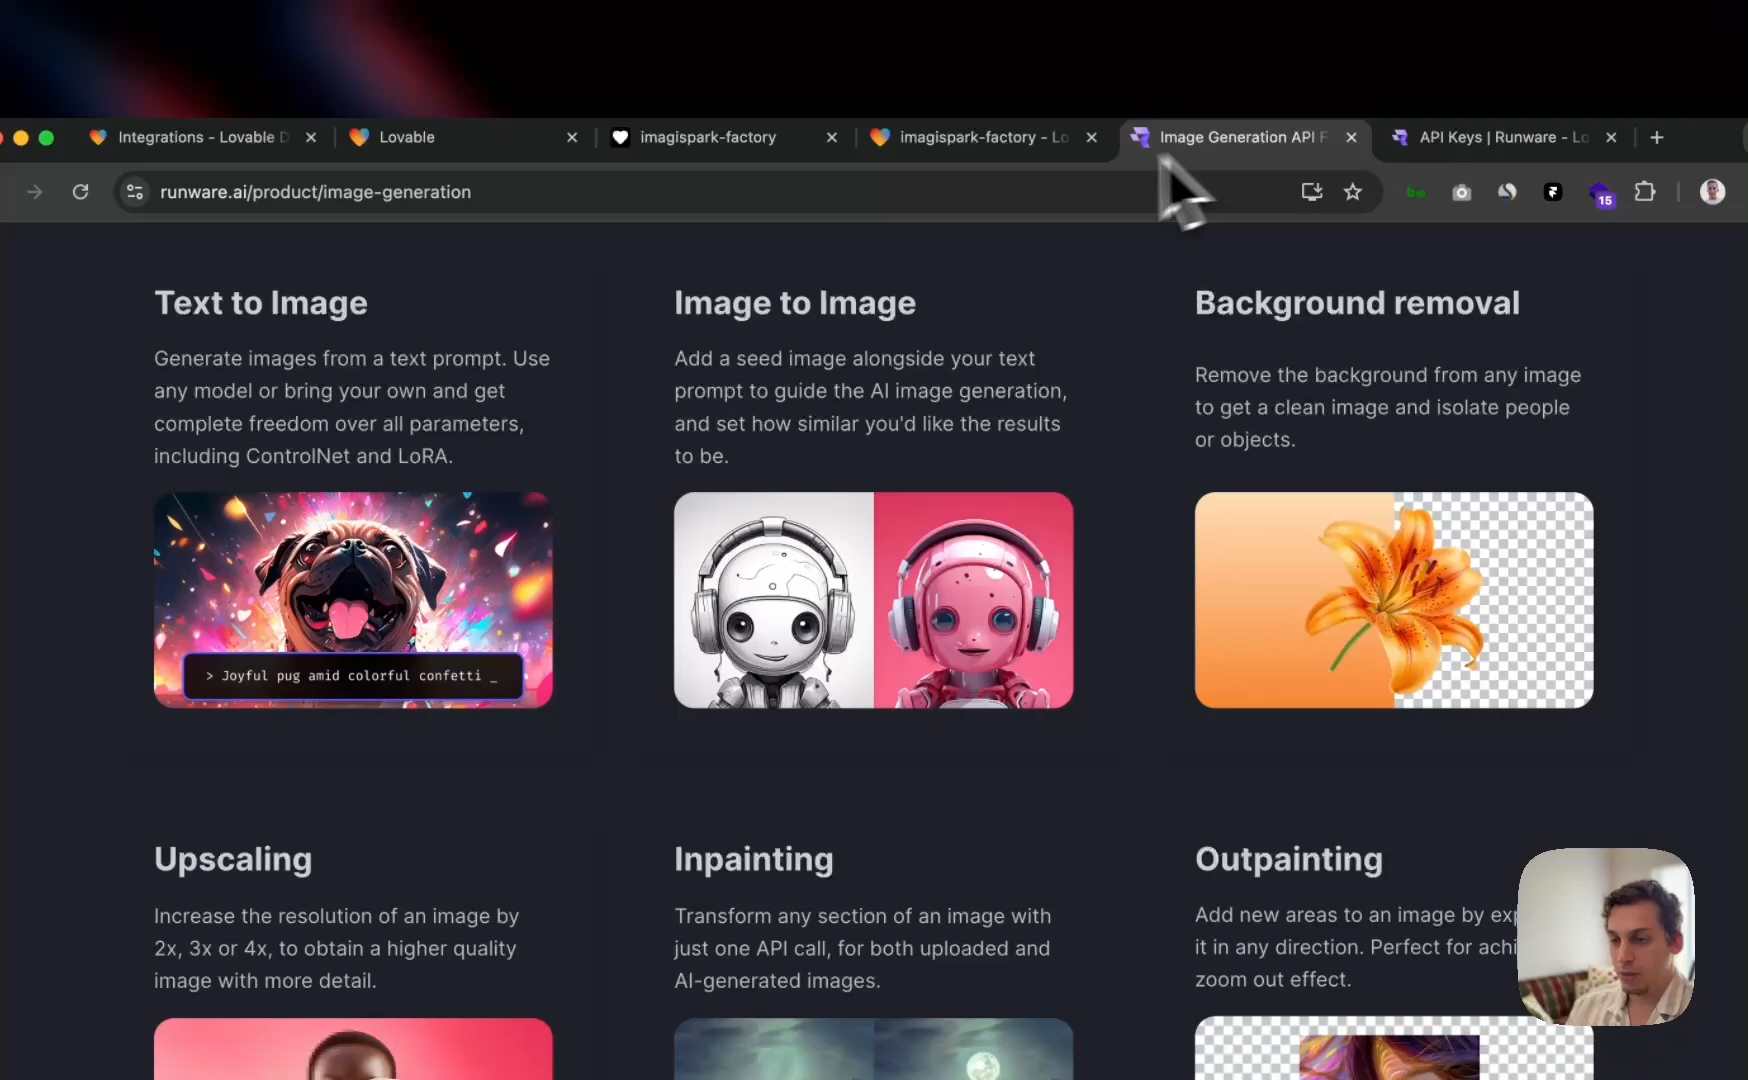 Integrations - Lovable D
Lovable
imagispark-factory
imagispark-factory - Lo
Image Generation API F
API Keys | Runware - Lo
runware.ai/product/image-generation
15
Text to Image
Generate images from a text prompt. Use
any model or bring your own and get
complete freedom over all parameters,
including ControlNet and LoRA.
> Joyful pug amid colorful confetti _
Image to Image
Add a seed image alongside your text
prompt to guide the AI image generation,
and set how similar you'd like the results
to be.
Background removal
Remove the background from any image
to get a clean image and isolate people
or objects.
Upscaling
Increase the resolution of an image by
2x, 3x or 4x, to obtain a higher quality
image with more detail.
Inpainting
Transform any section of an image with
just one API call, for both uploaded and
AI-generated images.
Outpainting
Add new areas to an image by exp
it in any direction. Perfect for achi
zoom out effect.